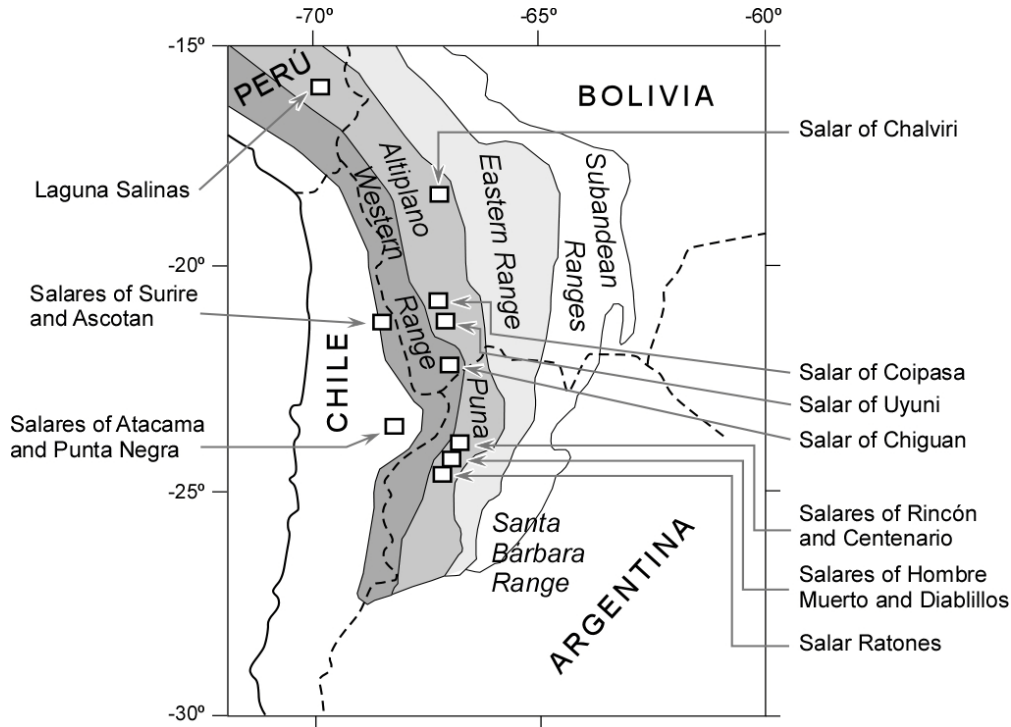 -70º
-65º
-60º
-15º
PERU
BOLIVIA
Salar of Chalviri
Altiplano
Western
Range
Eastern Range
Subandean
Ranges
Laguna Salinas
-20º
Salares of Surire
and Ascotan
CHILE
Salar of Coipasa
Puna
Salar of Uyuni
Salares of Atacama
and Punta Negra
Salar of Chiguan
-25º
Salares of Rincón
and Centenario
Santa
Bárbara
Range
ARGENTINA
Salares of Hombre
Muerto and Diablillos
Salar Ratones
-30º